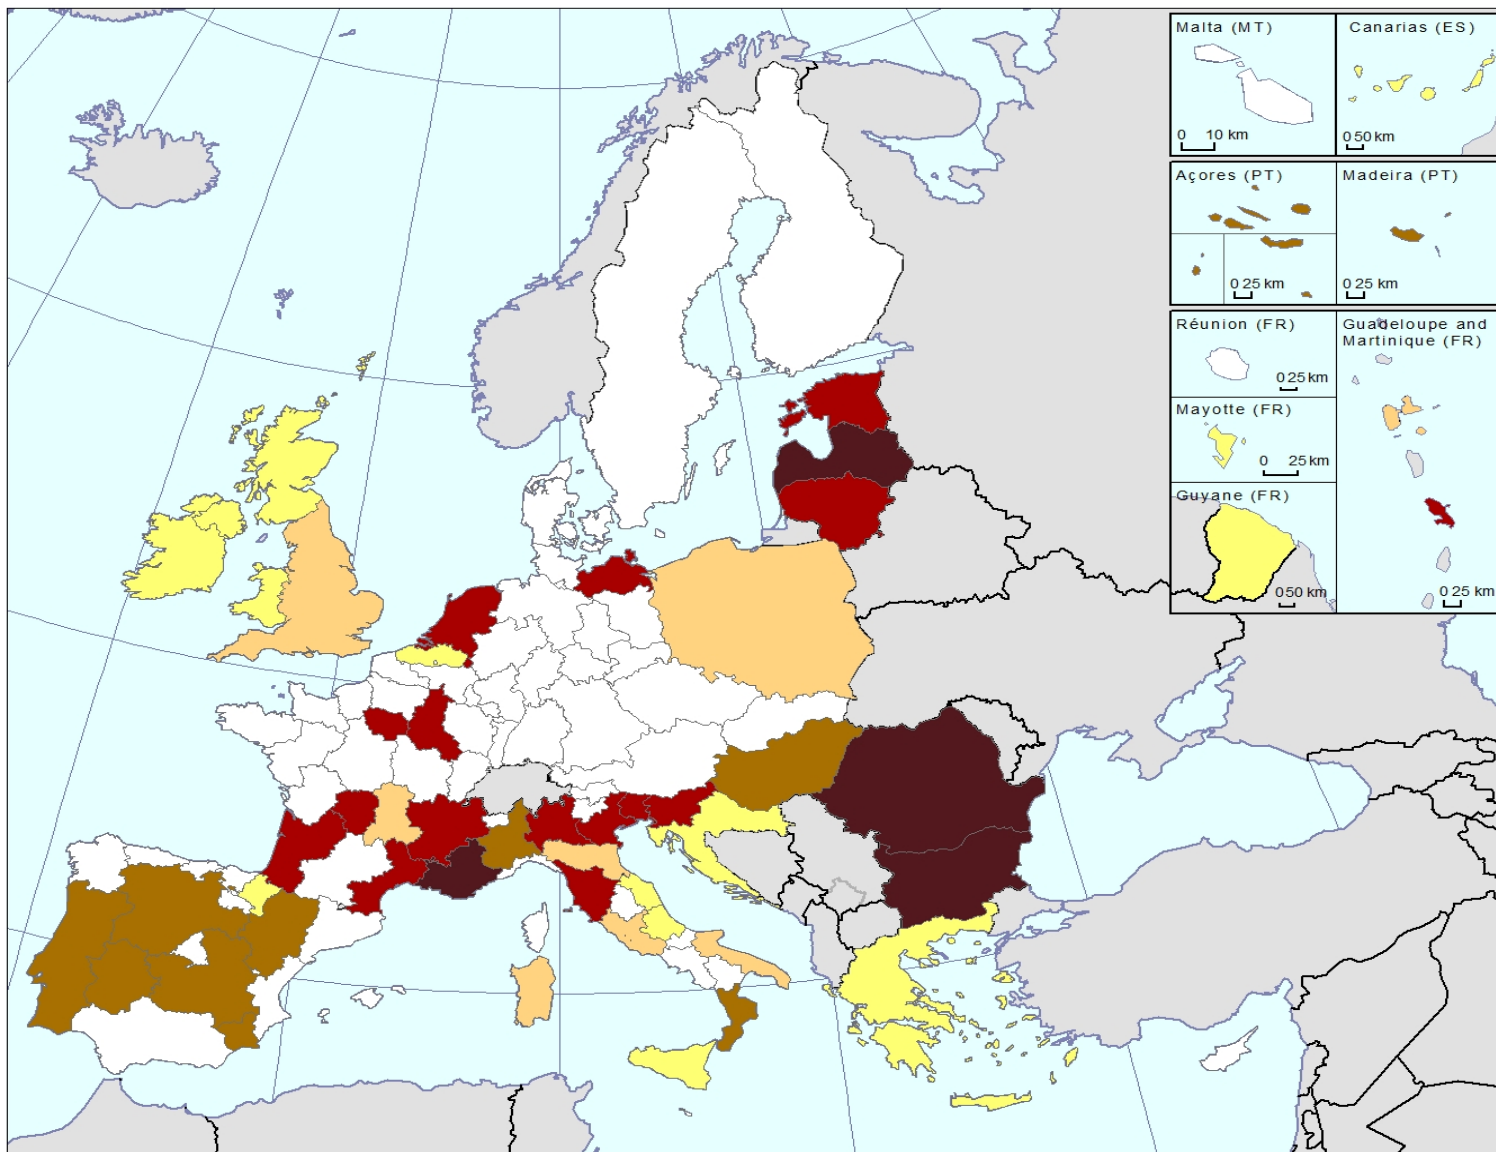 Malta (MT)
0 10 km
Canarias (ES)
0 50 km
Açores (PT)
0 25 km
Madeira (PT)
0 25 km
Réunion (FR)
0 25 km
Guadeloupe and
Martinique (FR)
0 25 km
Mayotte (FR)
0 25 km
Guyane (FR)
0 50 km